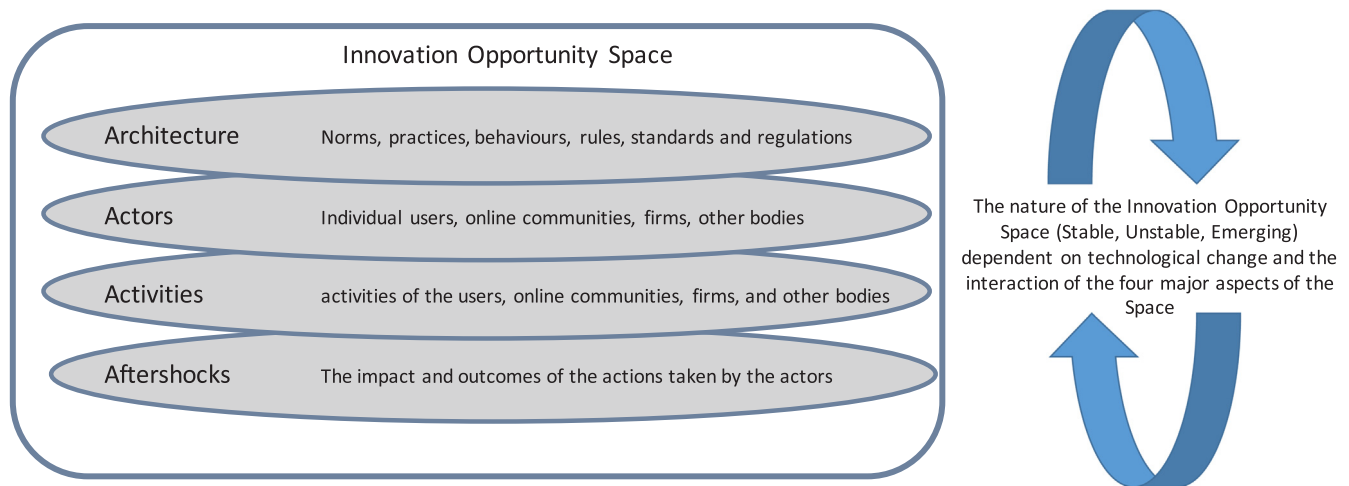 Innovation Opportunity Space
Architecture Norms, practices, behaviours, rules, standards and regulations
Actors Individual users, online communities, firms, other bodies
Activities activities of the users, online communities, firms, and other bodies
Aftershocks The impact and outcomes of the actions taken by the actors
The nature of the Innovation Opportunity
Space (Stable, Unstable, Emerging)
dependent on technological change and the
interaction of the four major aspects of the
Space